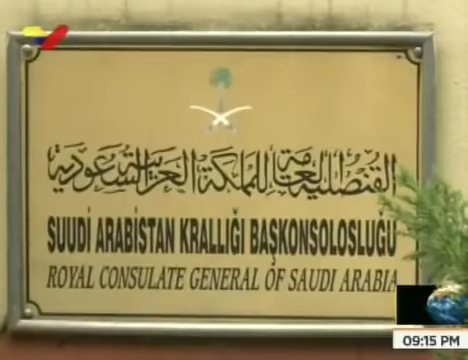 القنصلية العامة للمملكة العربية السعودية
SUUDİ ARABİSTAN KRALLIĞI BAŞKONSOLOSLUĞU
ROYAL CONSULATE GENERAL OF SAUDI ARABIA
09:15 PM